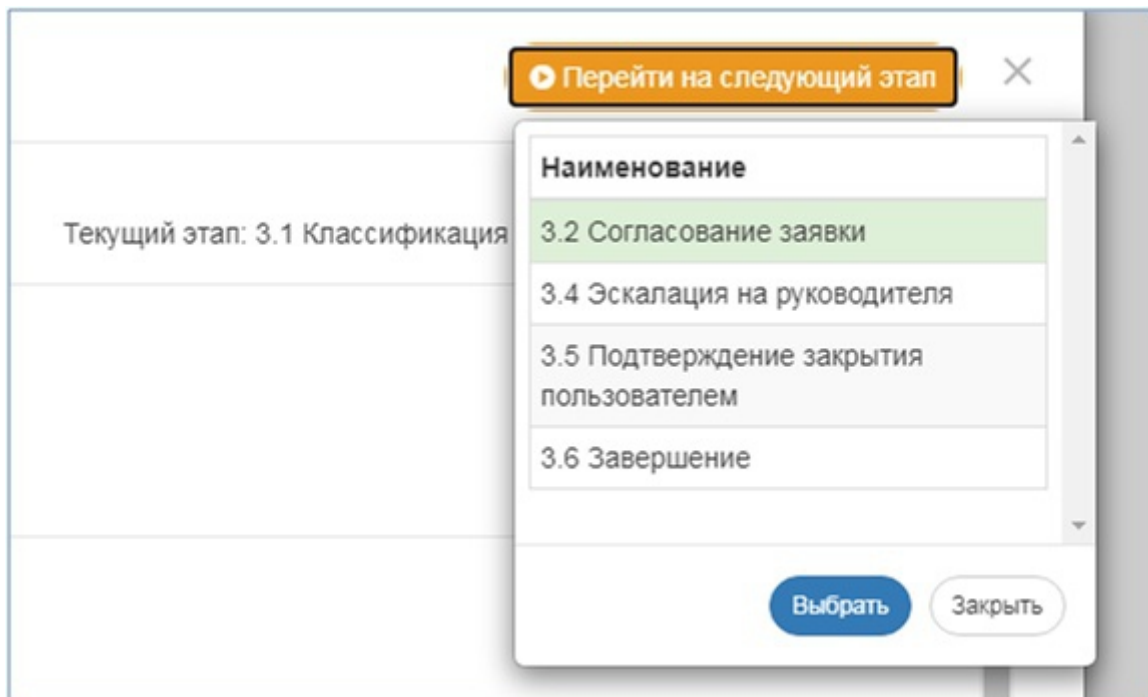 Перейти на следующий этап
Наименование
Текущий этап: 3.1 Классификация
3.2 Согласование заявки
3.4 Эскалация на руководителя
3.5 Подтверждение закрытия
пользователем
3.6 Завершение
Выбрать
Закрыть